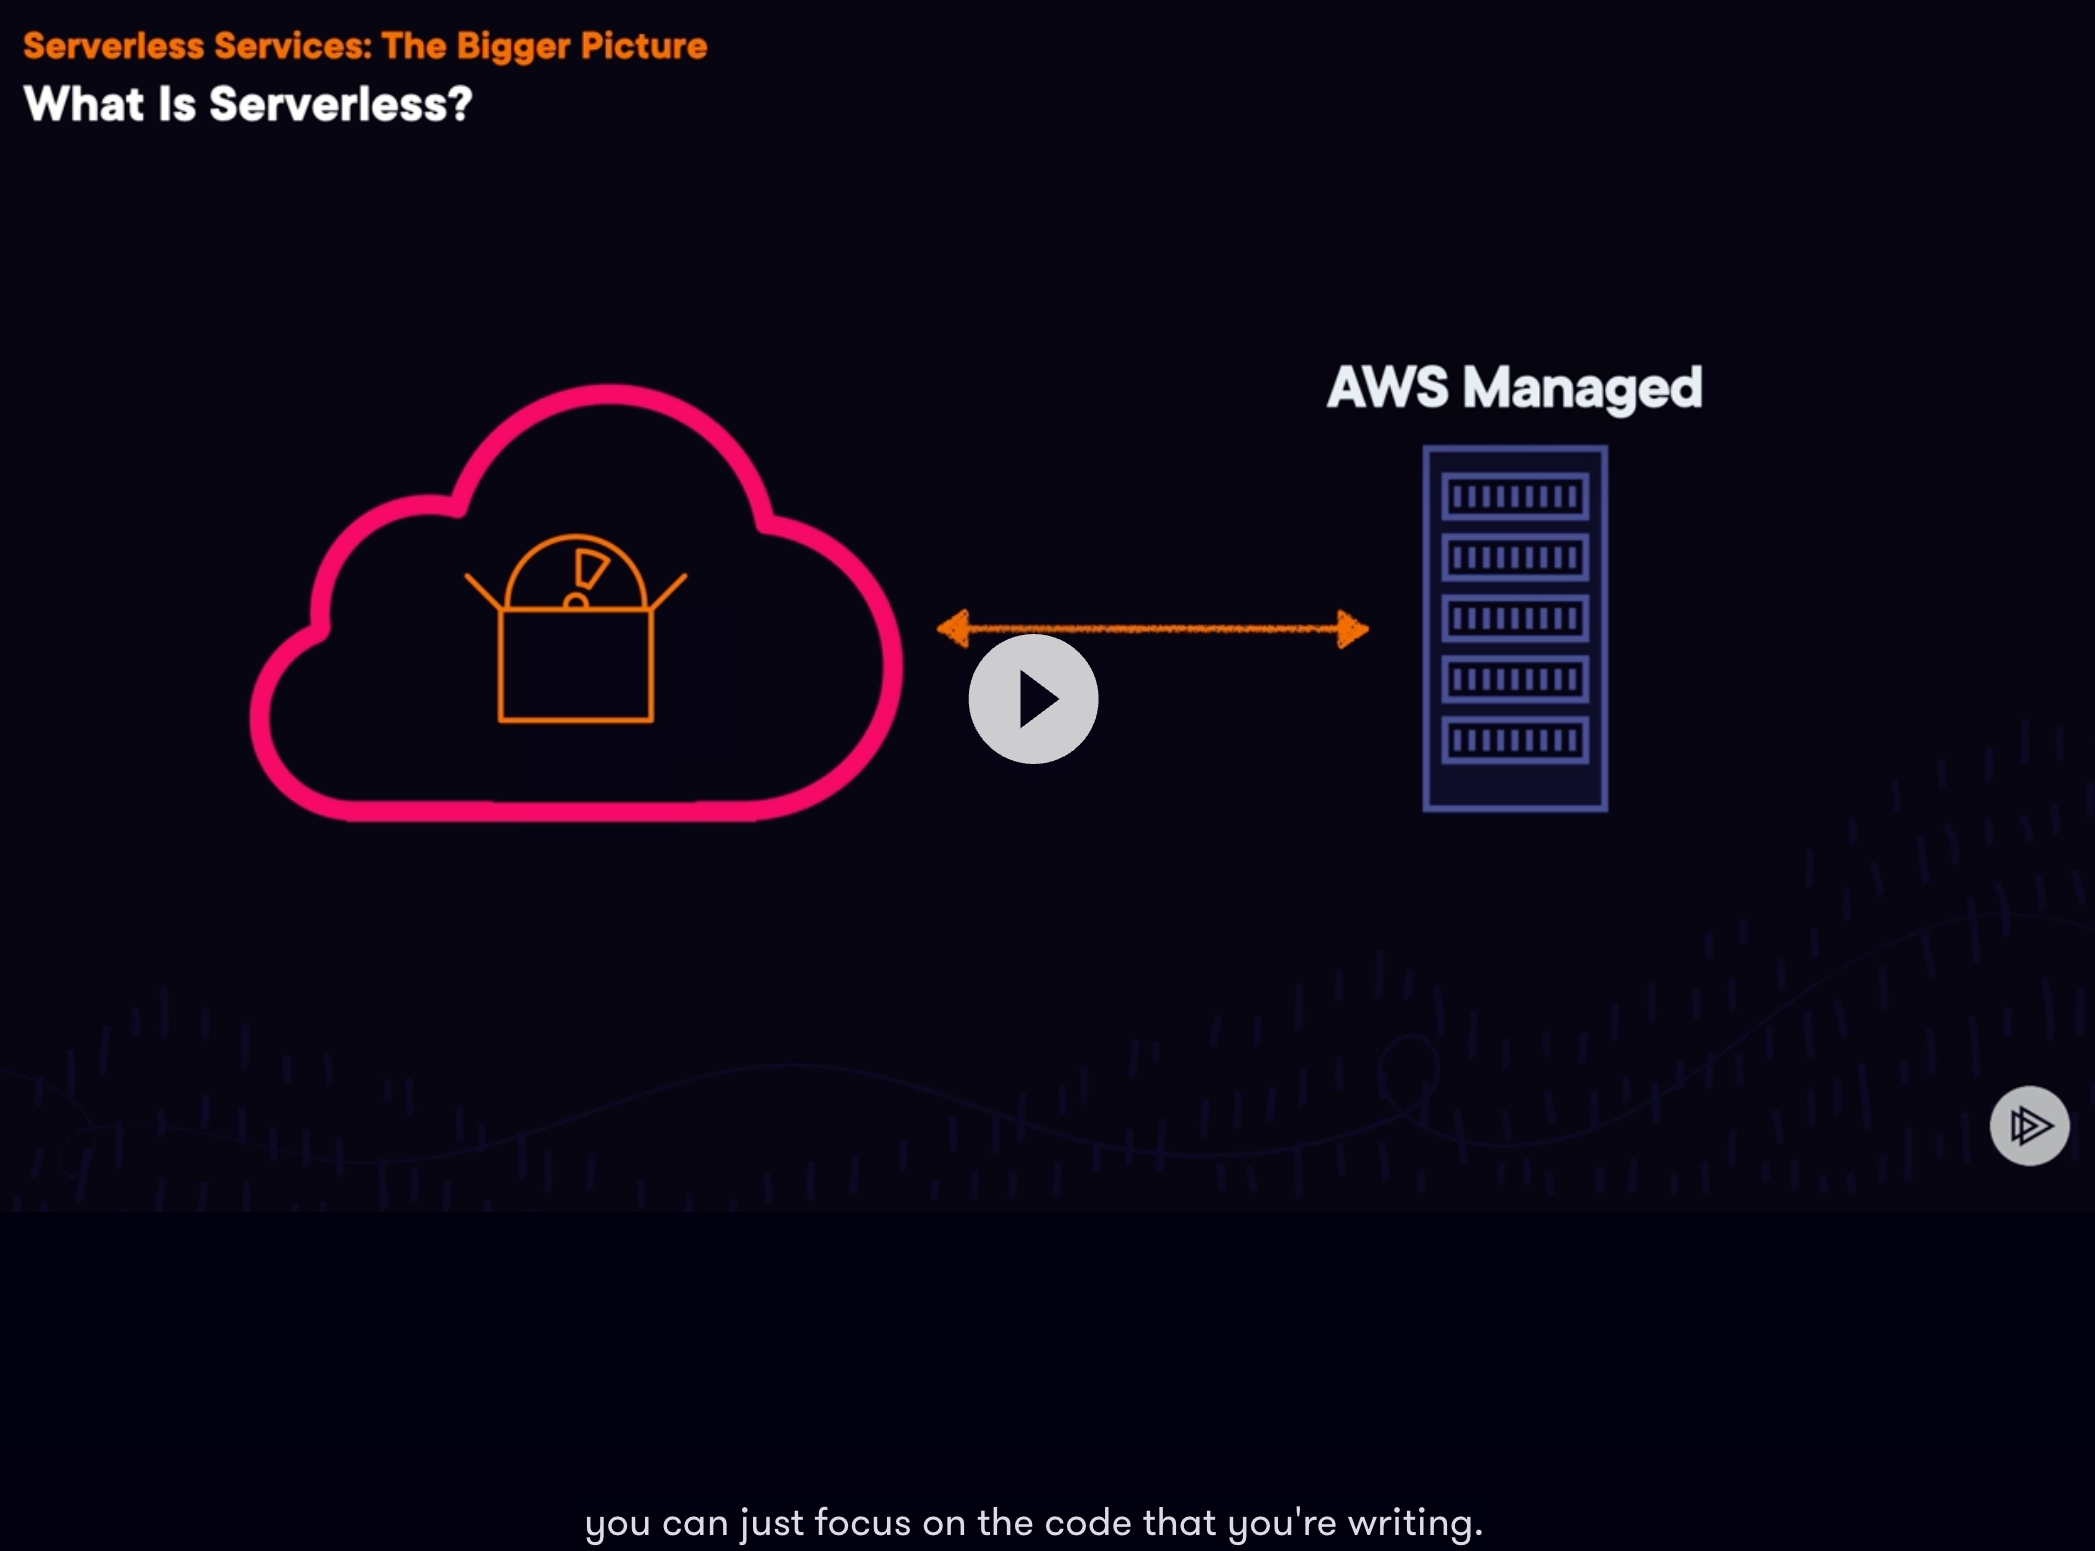 Serverless Services: The Bigger Picture
What Is Serverless?
AWS Managed
you can just focus on the code that you're writing.